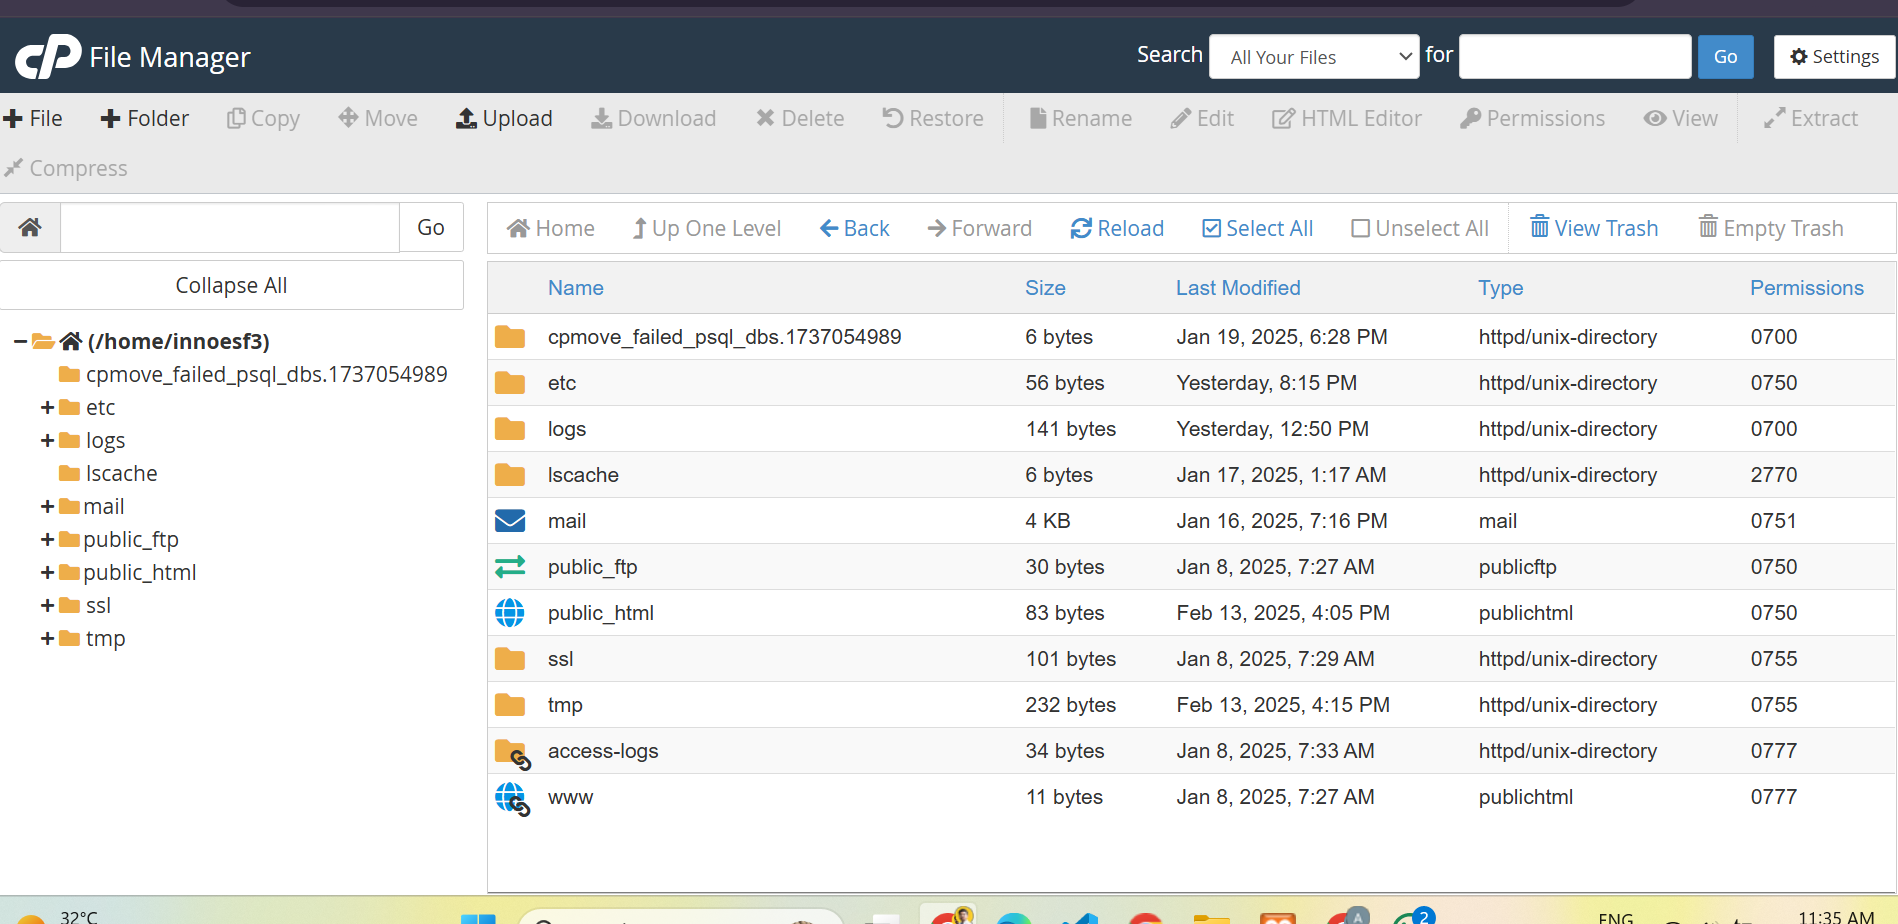 cP File Manager
Search All Your Files for Go Settings
File Folder Copy Move Upload Download Delete Restore Rename Edit HTML Editor Permissions View Extract
Compress
Go
Collapse All
(/home/innoesf3)
cpmove_failed_psql_dbs.1737054989
etc
logs
lscache
mail
public_ftp
public_html
ssl
tmp
Home Up One Level Back Forward Reload Select All Unselect All View Trash Empty Trash
Name Size Last Modified Type Permissions
cpmove_failed_psql_dbs.1737054989 6 bytes Jan 19, 2025, 6:28 PM httpd/unix-directory 0700
etc 56 bytes Yesterday, 8:15 PM httpd/unix-directory 0750
logs 141 bytes Yesterday, 12:50 PM httpd/unix-directory 0700
lscache 6 bytes Jan 17, 2025, 1:17 AM httpd/unix-directory 2770
mail 4 KB Jan 16, 2025, 7:16 PM mail 0751
public_ftp 30 bytes Jan 8, 2025, 7:27 AM publicftp 0750
public_html 83 bytes Feb 13, 2025, 4:05 PM publichtml 0750
ssl 101 bytes Jan 8, 2025, 7:29 AM httpd/unix-directory 0755
tmp 232 bytes Feb 13, 2025, 4:15 PM httpd/unix-directory 0755
access-logs 34 bytes Jan 8, 2025, 7:33 AM httpd/unix-directory 0777
www 11 bytes Jan 8, 2025, 7:27 AM publichtml 0777
32°C A 2 ENG 11:35 AM